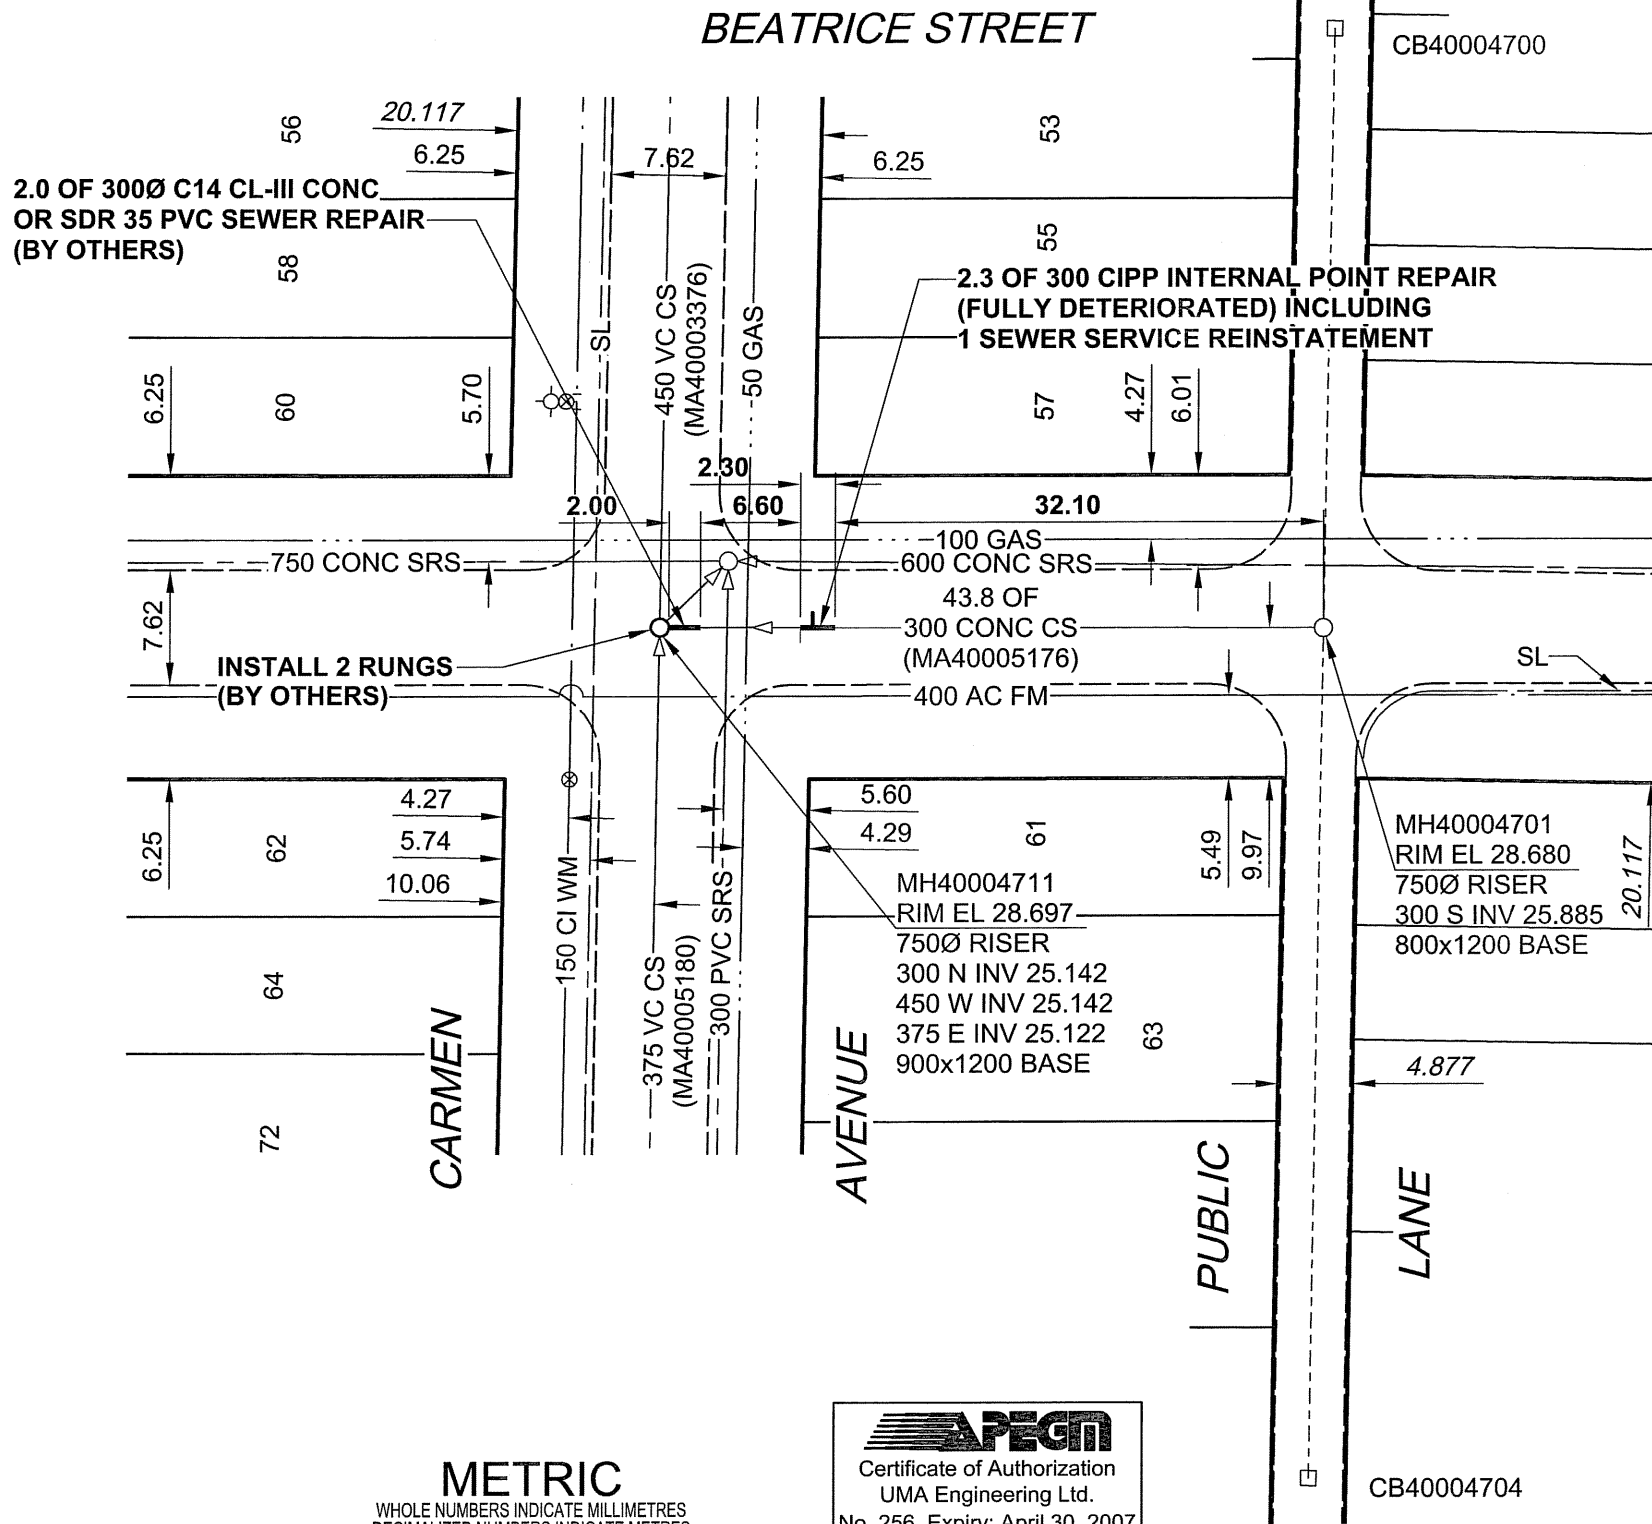 BEATRICE STREET
CB40004700
56
20.117
6.25
7.62
6.25
53
2.0 OF 300Ø C14 CL-III CONC
OR SDR 35 PVC SEWER REPAIR
(BY OTHERS)
58
55
2.3 OF 300 CIPP INTERNAL POINT REPAIR
(FULLY DETERIORATED) INCLUDING
1 SEWER SERVICE REINSTATEMENT
SL
450 VC CS
(MA40003376)
50 GAS
6.25
60
5.70
57
4.27
6.01
2.30
2.00
6.60
32.10
100 GAS
750 CONC SRS
600 CONC SRS
43.8 OF
300 CONC CS
(MA40005176)
7.62
INSTALL 2 RUNGS
(BY OTHERS)
400 AC FM
SL
6.25
62
4.27
5.74
10.06
5.60
4.29
61
5.49
9.97
MH40004701
RIM EL 28.680
750Ø RISER
300 S INV 25.885
800x1200 BASE
20.117
150 CI WM
375 VC CS
(MA40005180)
300 PVC SRS
MH40004711
RIM EL 28.697
750Ø RISER
300 N INV 25.142
450 W INV 25.142
375 E INV 25.122
900x1200 BASE
64
63
4.877
72
CARMEN
AVENUE
PUBLIC
LANE
METRIC
WHOLE NUMBERS INDICATE MILLIMETRES
DECIMALIZED NUMBERS INDICATE METRES
APEGM
Certificate of Authorization
UMA Engineering Ltd.
No. 256 Expiry: April 30, 2007
CB40004704